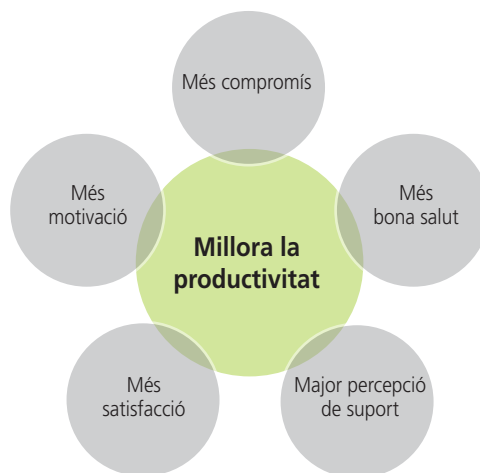 Més compromís
Més
motivació
Més
bona salut
Millora la
productivitat
Més
satisfacció
Major percepció
de suport